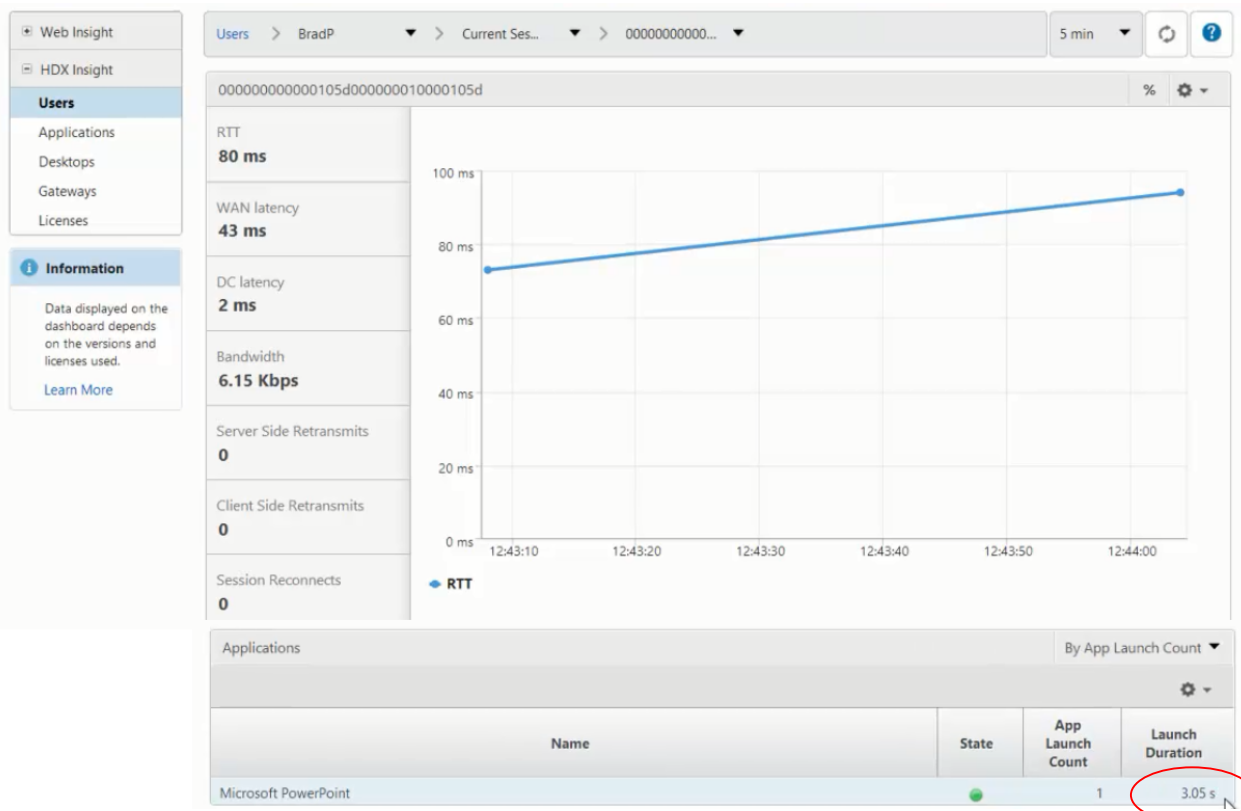 Web Insight
HDX Insight
Users
Applications
Desktops
Gateways
Licenses
Information
Data displayed on the
dashboard depends
on the versions and
licenses used.
Learn More
Users > BradP > Current Ses... > 00000000000...
5 min
?
000000000000105d000000010000105d
%
RTT
80 ms
WAN latency
43 ms
DC latency
2 ms
Bandwidth
6.15 Kbps
Server Side Retransmits
0
Client Side Retransmits
0
Session Reconnects
0
100 ms
80 ms
60 ms
40 ms
20 ms
0 ms
12:43:10 12:43:20 12:43:30 12:43:40 12:43:50 12:44:00
RTT
Applications
By App Launch Count
Name
State
App
Launch
Count
Launch
Duration
Microsoft PowerPoint 1 3.05 s